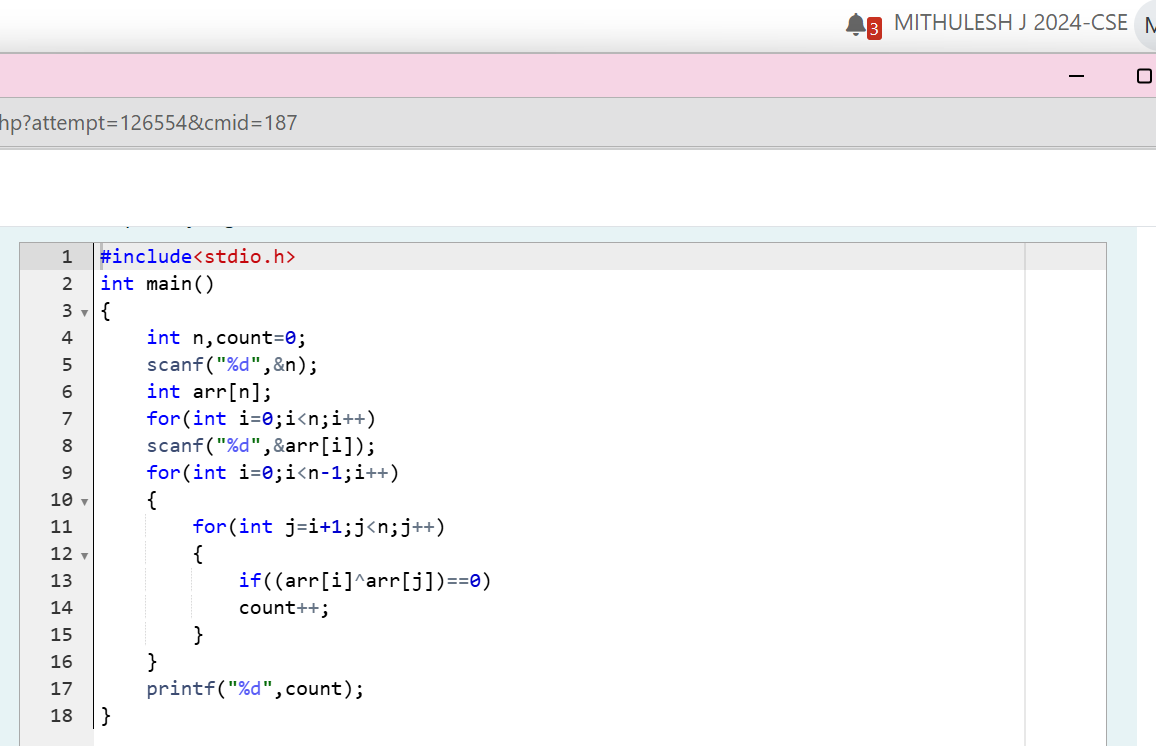 3 MITHULESH J 2024-CSE
hp?attempt=126554&cmid=187
1 #include<stdio.h>
2 int main()
3 {
4     int n,count=0;
5     scanf("%d",&n);
6     int arr[n];
7     for(int i=0;i<n;i++)
8     scanf("%d",&arr[i]);
9     for(int i=0;i<n-1;i++)
10     {
11         for(int j=i+1;j<n;j++)
12         {
13             if((arr[i]^arr[j])==0)
14             count++;
15         }
16     }
17     printf("%d",count);
18 }